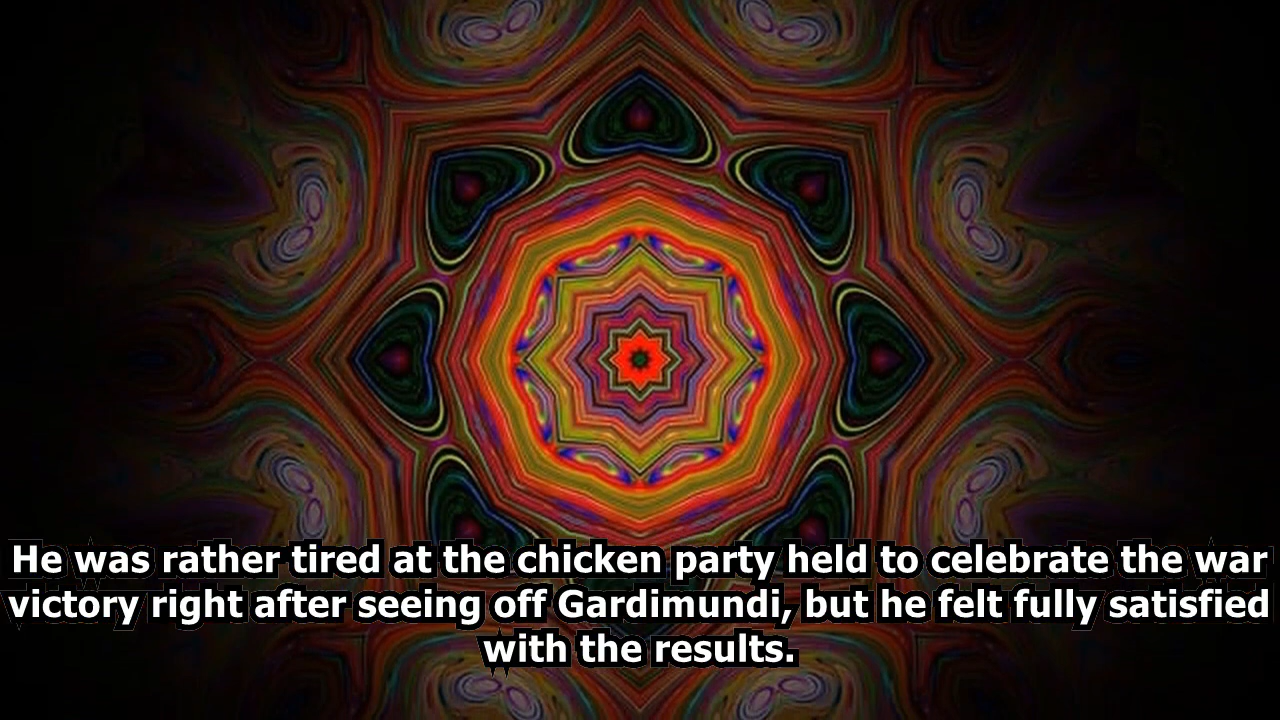 He was rather tired at the chicken party held to celebrate the war
victory right after seeing off Gardimundi, but he felt fully satisfied
with the results.